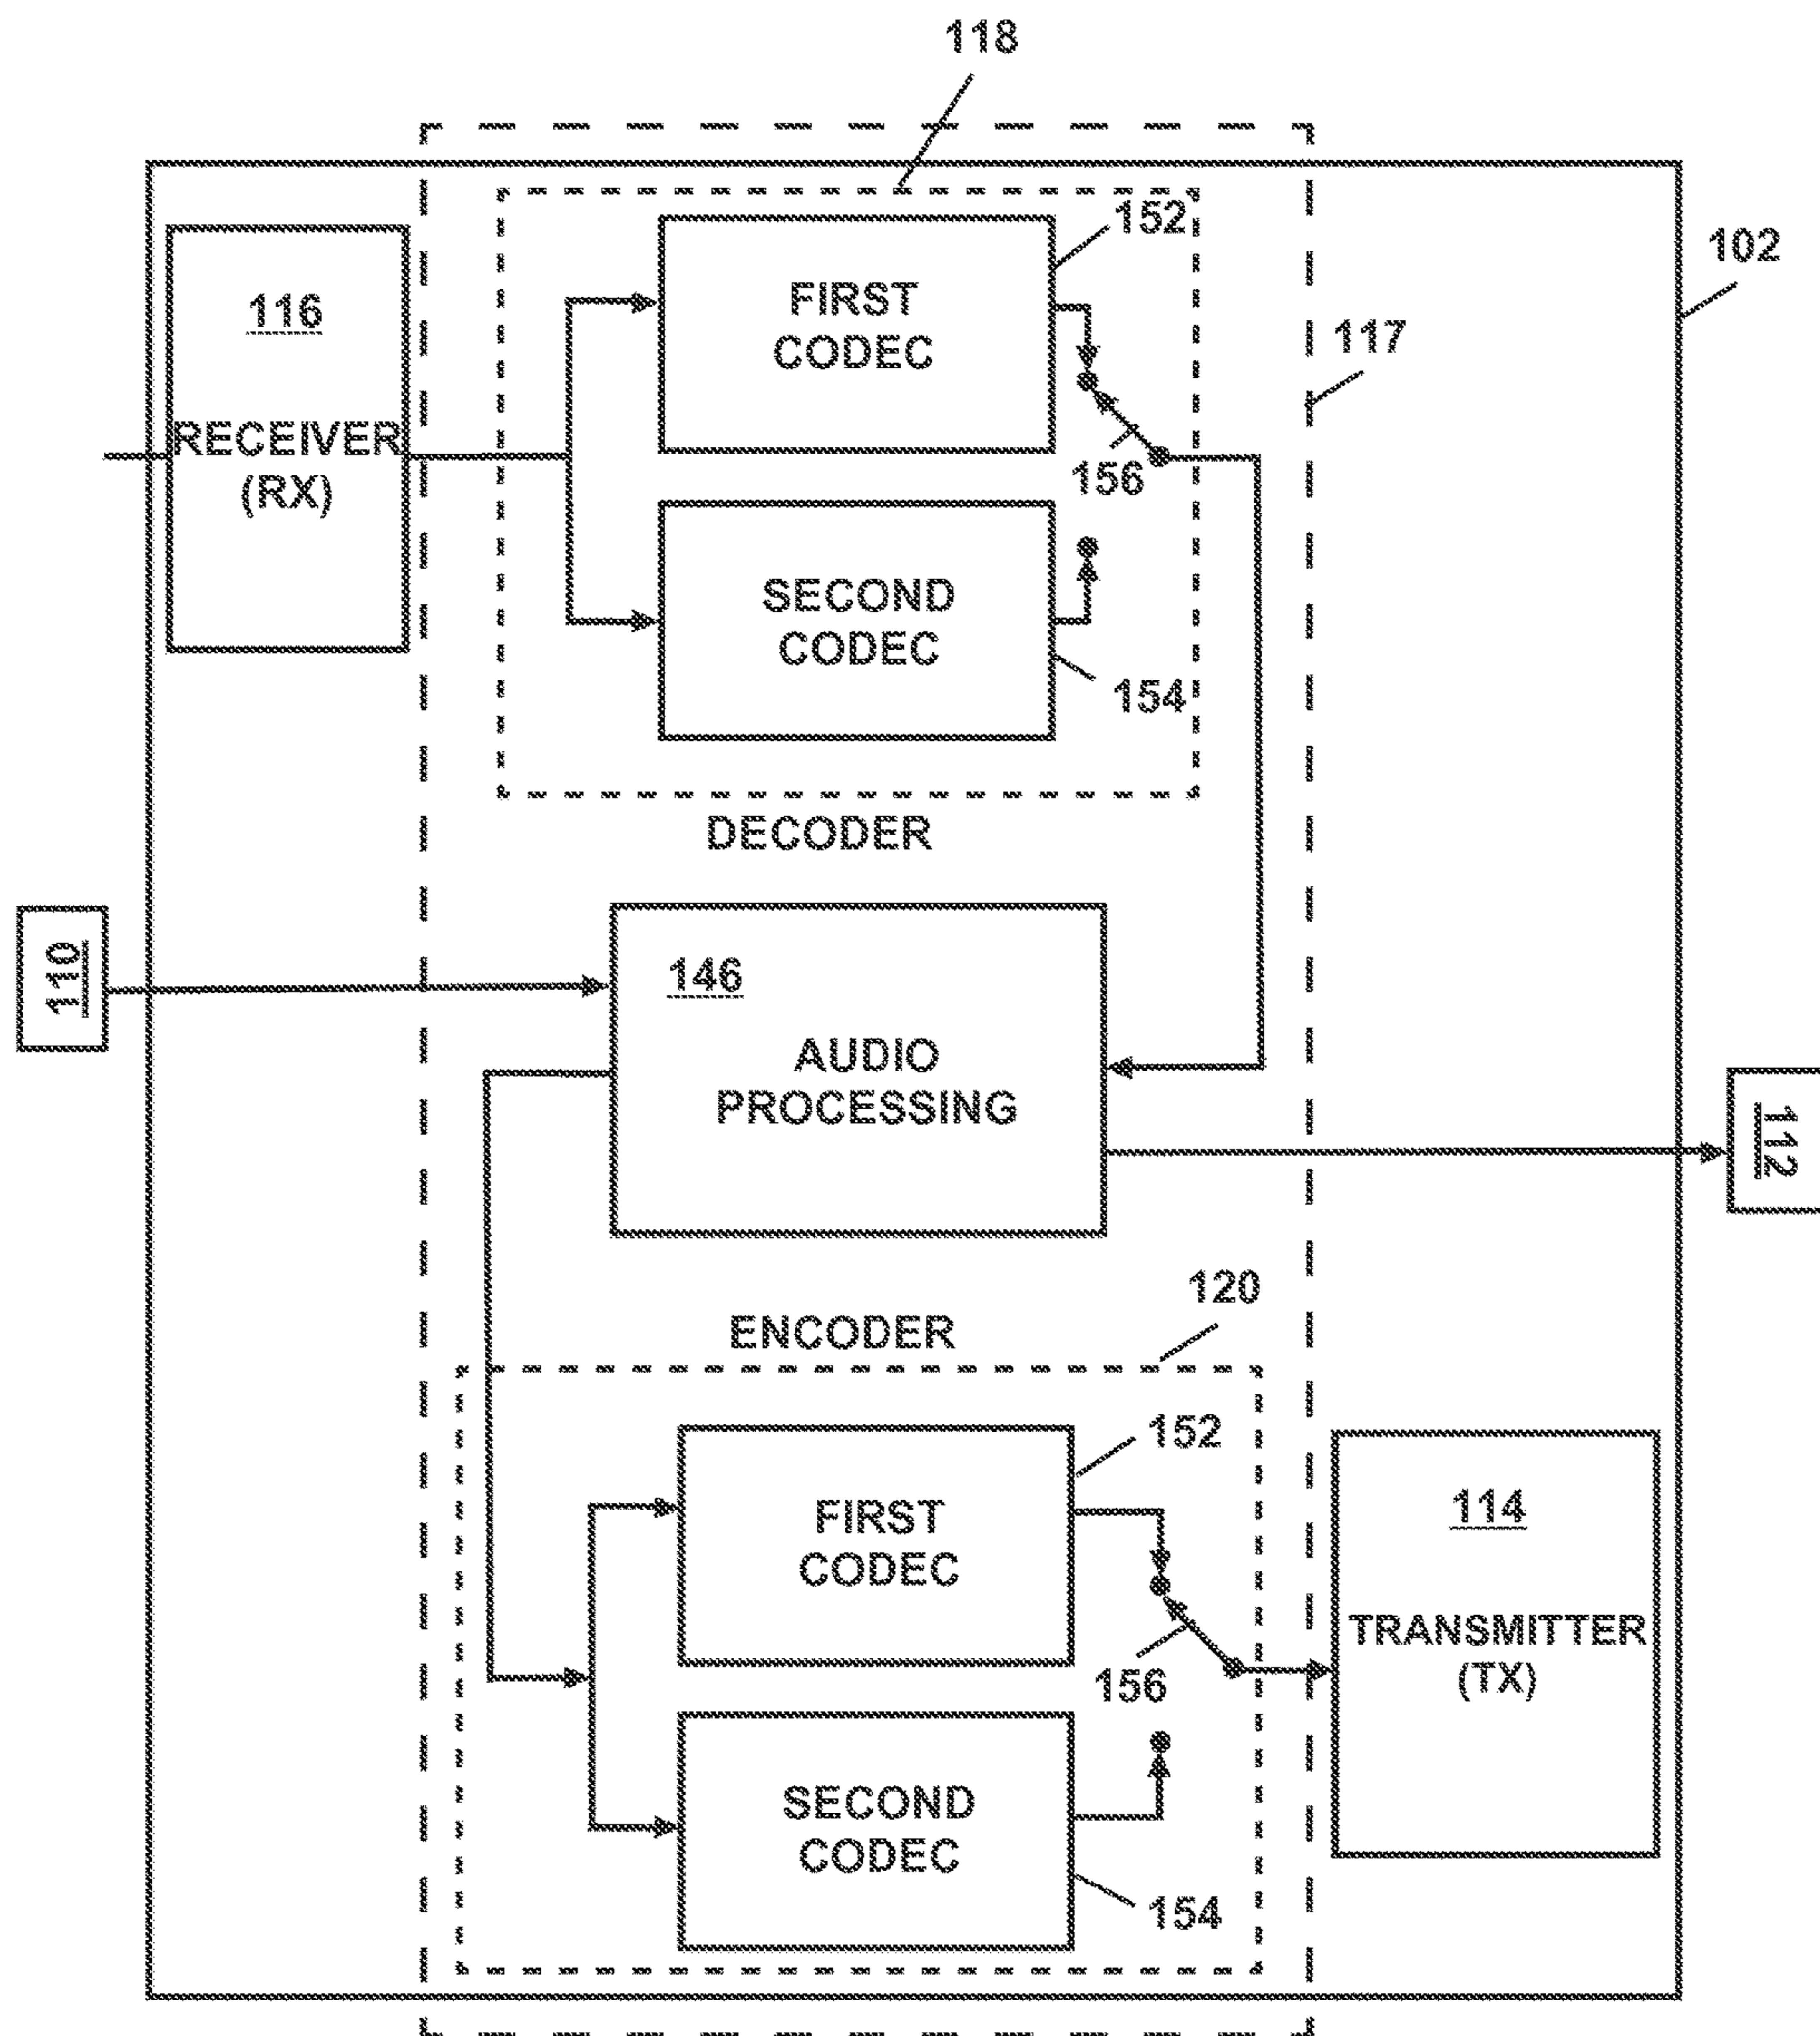 118
152
102
116
FIRST
CODEC
117
RECEIVER
(RX)
156
SECOND
CODEC
154
DECODER
110
146
AUDIO
PROCESSING
112
120
ENCODER
152
114
FIRST
CODEC
TRANSMITTER
(TX)
156
SECOND
CODEC
154